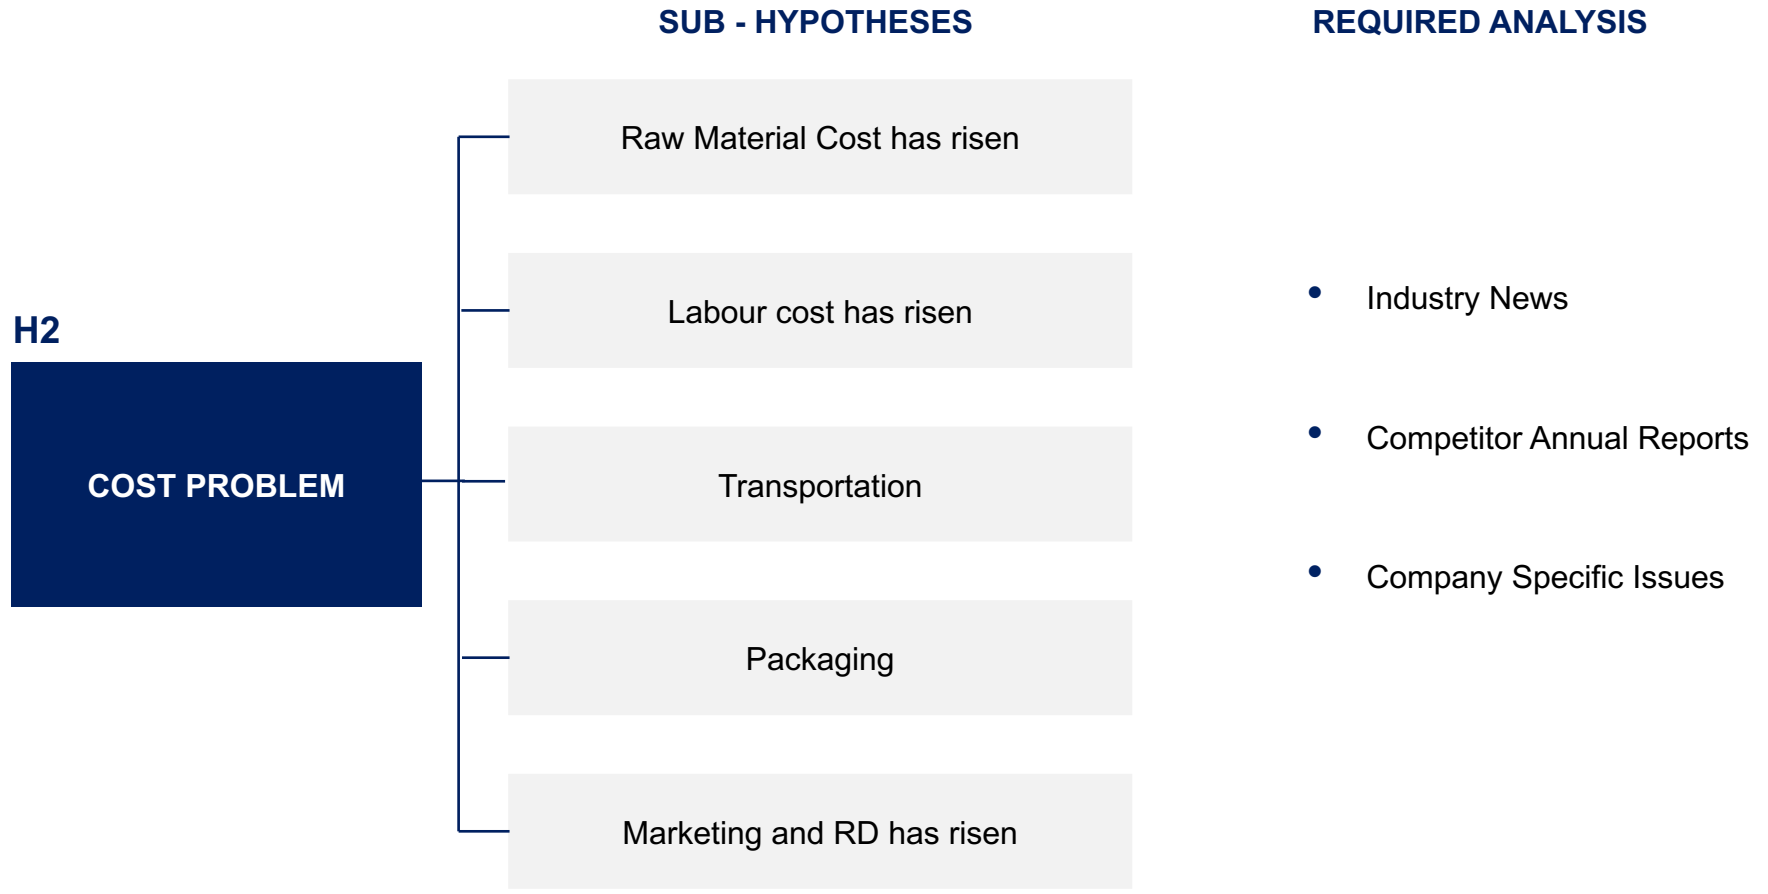 SUB - HYPOTHESES
REQUIRED ANALYSIS
H2
COST PROBLEM
Raw Material Cost has risen
Labour cost has risen
Transportation
Packaging
Marketing and RD has risen
• Industry News
• Competitor Annual Reports
• Company Specific Issues